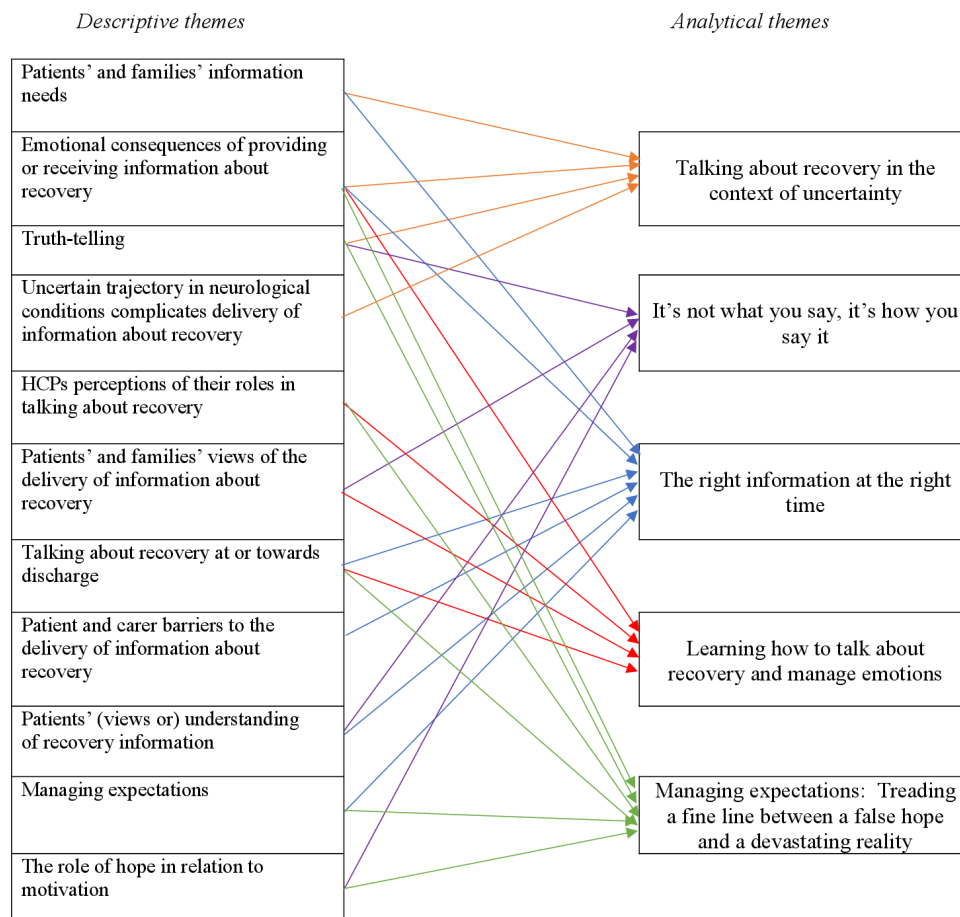 Descriptive themes
Analytical themes
Patients’ and families’ information
needs
Emotional consequences of providing
or receiving information about
recovery
Truth-telling
Uncertain trajectory in neurological
conditions complicates delivery of
information about recovery
HCPs perceptions of their roles in
talking about recovery
Patients’ and families’ views of the
delivery of information about
recovery
Talking about recovery at or towards
discharge
Patient and carer barriers to the
delivery of information about
recovery
Patients’ (views or) understanding
of recovery information
Managing expectations
The role of hope in relation to
motivation
Talking about recovery in the
context of uncertainty
It’s not what you say, it’s how you
say it
The right information at the right
time
Learning how to talk about
recovery and manage emotions
Managing expectations:  Treading
a fine line between a false hope
and a devastating reality